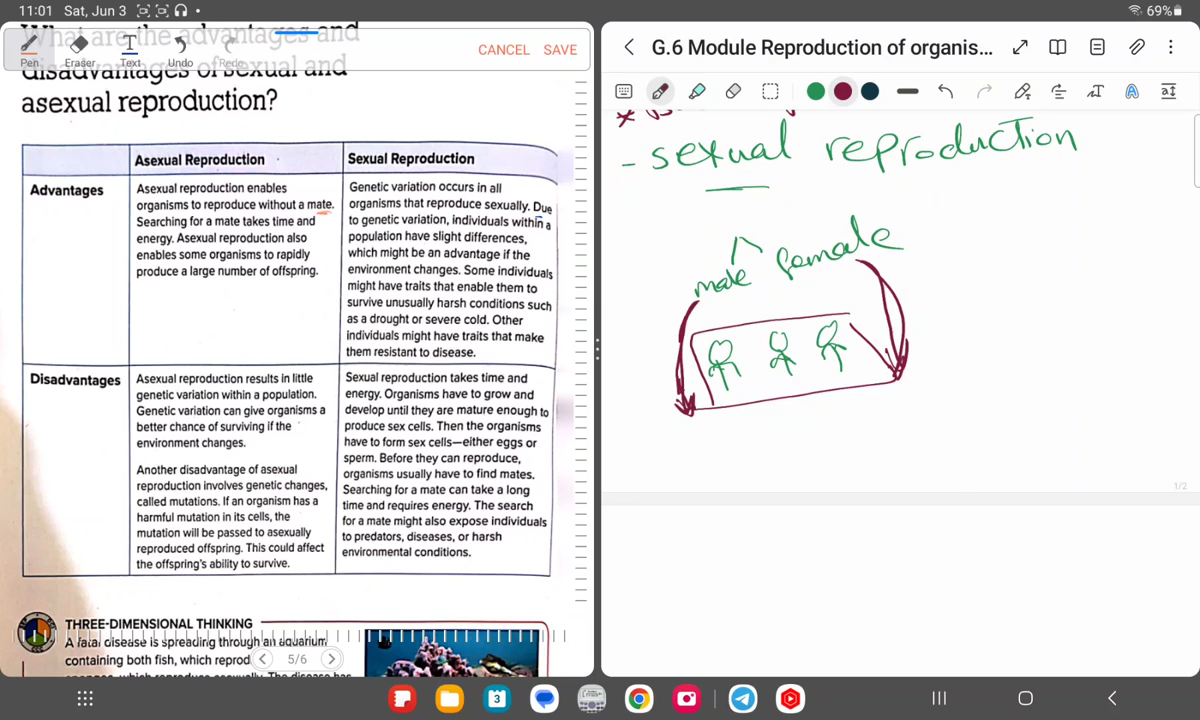 11:01 Sat, Jun 3
69%
What are the advantages and
disadvantages of sexual and
asexual reproduction?
Pen
Eraser
Text
Undo
Redo
CANCEL
SAVE
Asexual Reproduction
Sexual Reproduction
Advantages
Asexual reproduction enables
organisms to reproduce without a mate.
Searching for a mate takes time and
energy. Asexual reproduction also
enables some organisms to rapidly
produce a large number of offspring.
Genetic variation occurs in all
organisms that reproduce sexually. Due
to genetic variation, individuals within a
population have slight differences,
which might be an advantage if the
environment changes. Some individuals
might have traits that enable them to
survive unusually harsh conditions such
as a drought or severe cold. Other
individuals might have traits that make
them resistant to disease.
Disadvantages
Asexual reproduction results in little
genetic variation within a population.
Genetic variation can give organisms a
better chance of surviving if the
environment changes.
Another disadvantage of asexual
reproduction involves genetic changes,
called mutations. If an organism has a
harmful mutation in its cells, the
mutation will be passed to asexually
reproduced offspring. This could affect
the offspring's ability to survive.
Sexual reproduction takes time and
energy. Organisms have to grow and
develop until they are mature enough to
produce sex cells. Then the organisms
have to form sex cells—either eggs or
sperm. Before they can reproduce,
organisms usually have to find mates.
Searching for a mate can take a long
time and requires energy. The search
for a mate might also expose individuals
to predators, diseases, or harsh
environmental conditions.
THREE-DIMENSIONAL THINKING
A fatal disease is spreading through an aquarium
containing both fish, which reprod
5/6
G.6 Module Reproduction of organis...
- sexual reproduction
male female
1/2
3